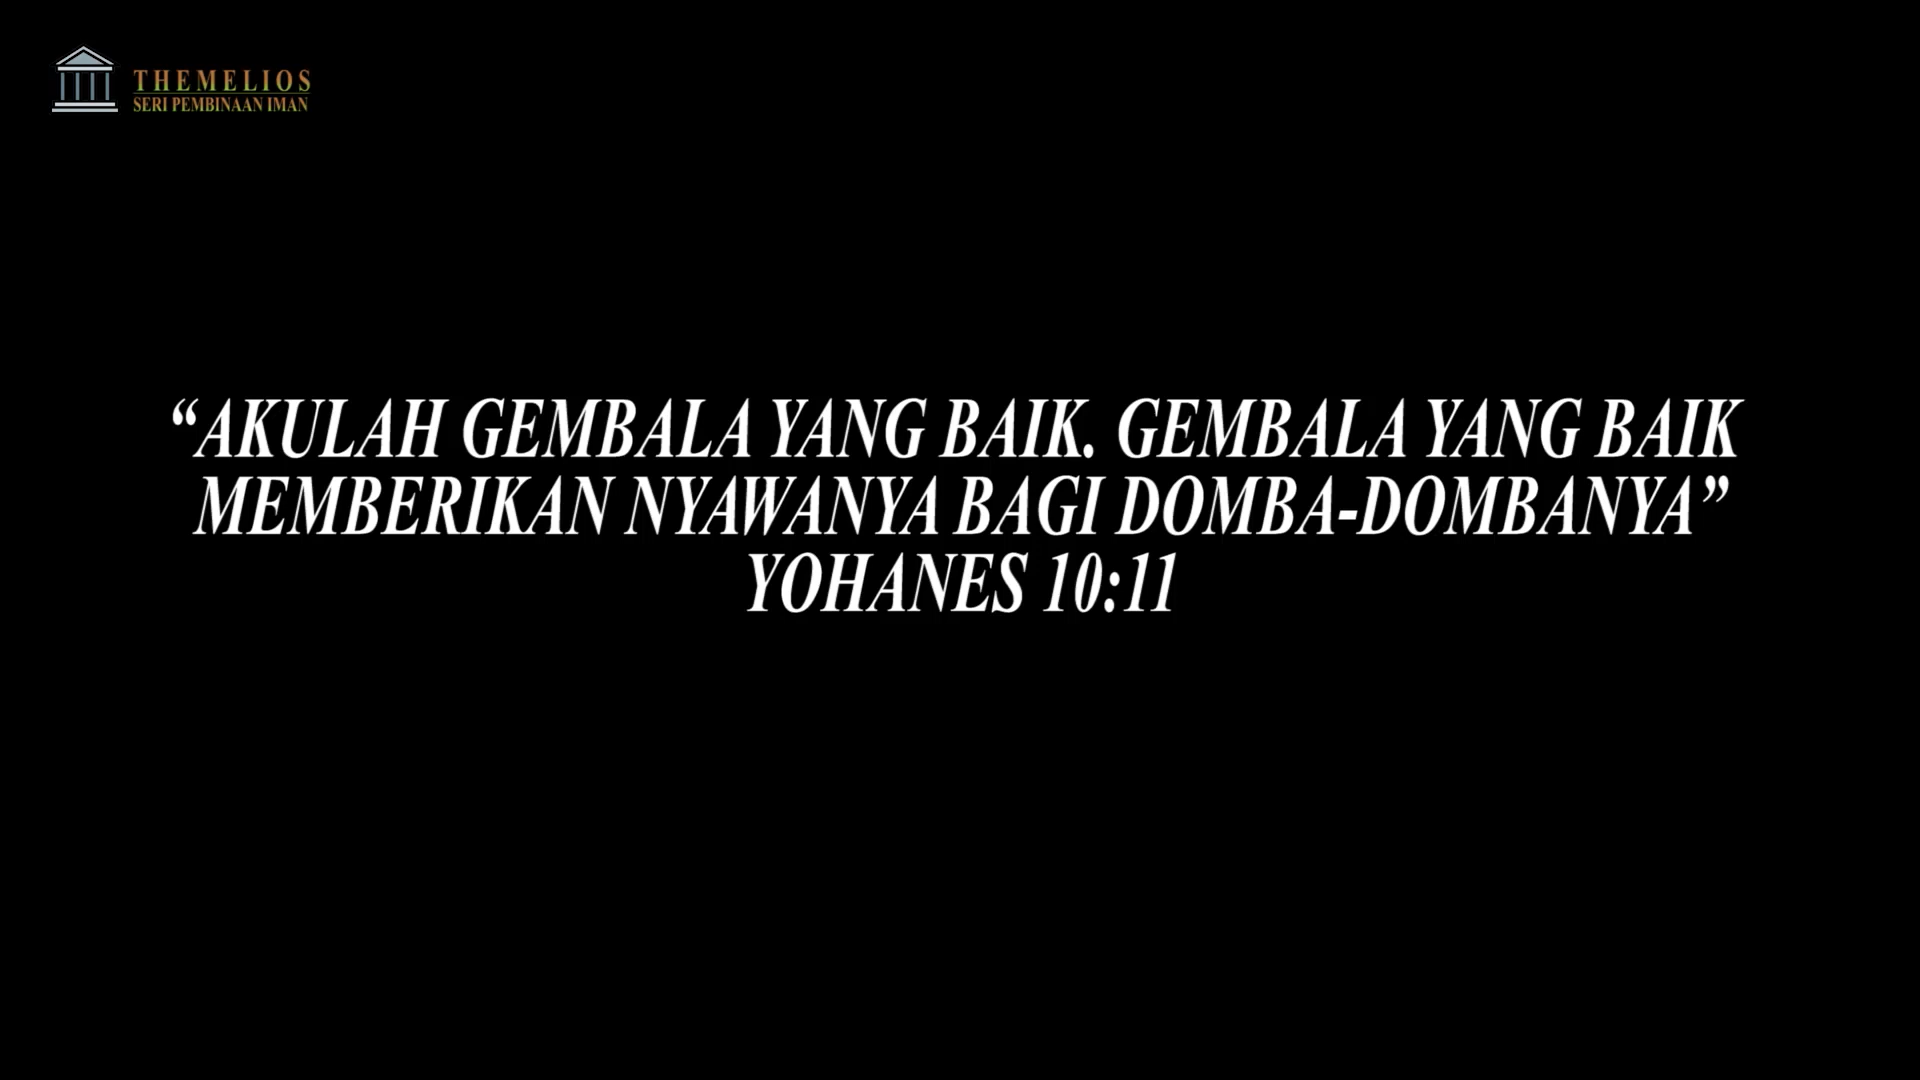 THEMELIOS
SERI PEMBINAAN IMAN
“AKULAH GEMBALA YANG BAIK. GEMBALA YANG BAIK
MEMBERIKAN NYAWANYA BAGI DOMBA-DOMBANYA”
YOHANES 10:11